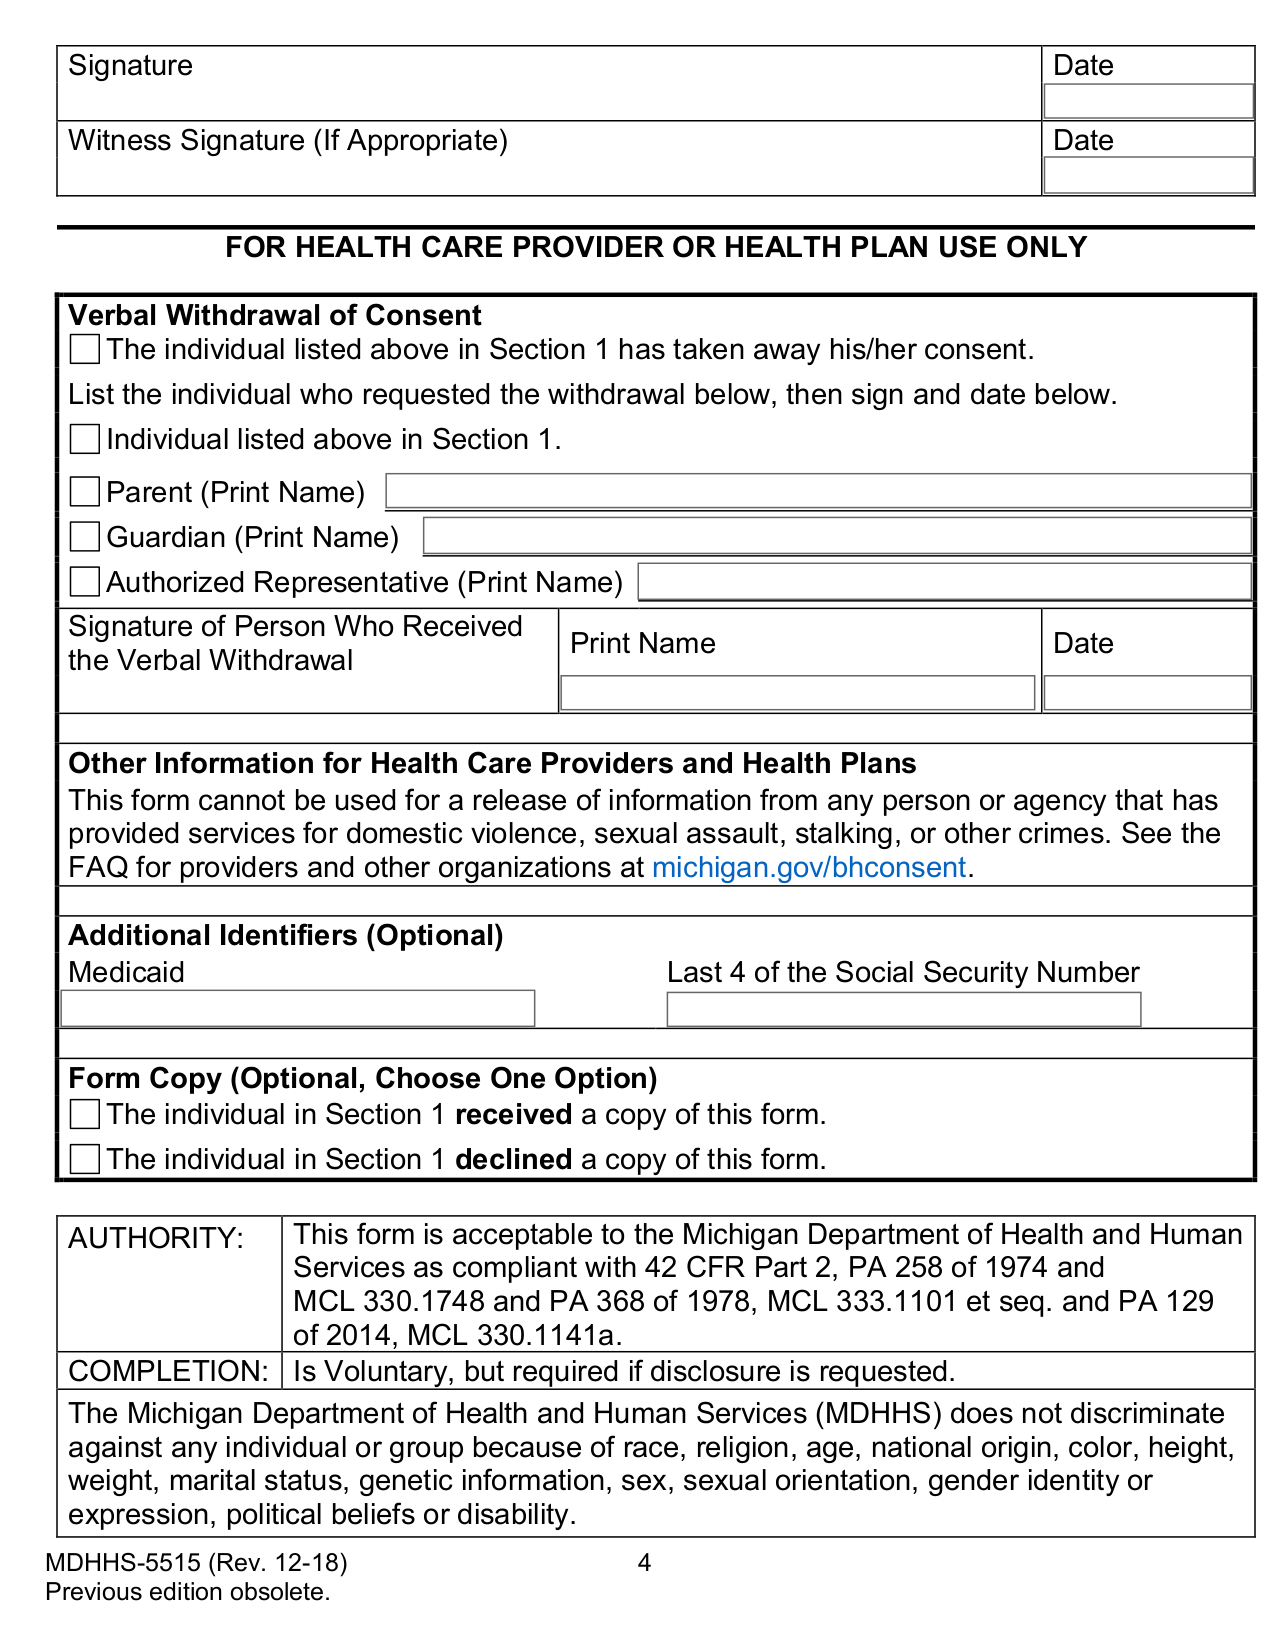 Signature
Date
Witness Signature (If Appropriate)
Date
FOR HEALTH CARE PROVIDER OR HEALTH PLAN USE ONLY
Verbal Withdrawal of Consent
The individual listed above in Section 1 has taken away his/her consent.
List the individual who requested the withdrawal below, then sign and date below.
Individual listed above in Section 1.
Parent (Print Name)
Guardian (Print Name)
Authorized Representative (Print Name)
Signature of Person Who Received
the Verbal Withdrawal
Print Name
Date
Other Information for Health Care Providers and Health Plans
This form cannot be used for a release of information from any person or agency that has
provided services for domestic violence, sexual assault, stalking, or other crimes. See the
FAQ for providers and other organizations at michigan.gov/bhconsent.
Additional Identifiers (Optional)
Medicaid
Last 4 of the Social Security Number
Form Copy (Optional, Choose One Option)
The individual in Section 1 received a copy of this form.
The individual in Section 1 declined a copy of this form.
AUTHORITY:
This form is acceptable to the Michigan Department of Health and Human
Services as compliant with 42 CFR Part 2, PA 258 of 1974 and
MCL 330.1748 and PA 368 of 1978, MCL 333.1101 et seq. and PA 129
of 2014, MCL 330.1141a.
COMPLETION:
Is Voluntary, but required if disclosure is requested.
The Michigan Department of Health and Human Services (MDHHS) does not discriminate
against any individual or group because of race, religion, age, national origin, color, height,
weight, marital status, genetic information, sex, sexual orientation, gender identity or
expression, political beliefs or disability.
MDHHS-5515 (Rev. 12-18)
4
Previous edition obsolete.